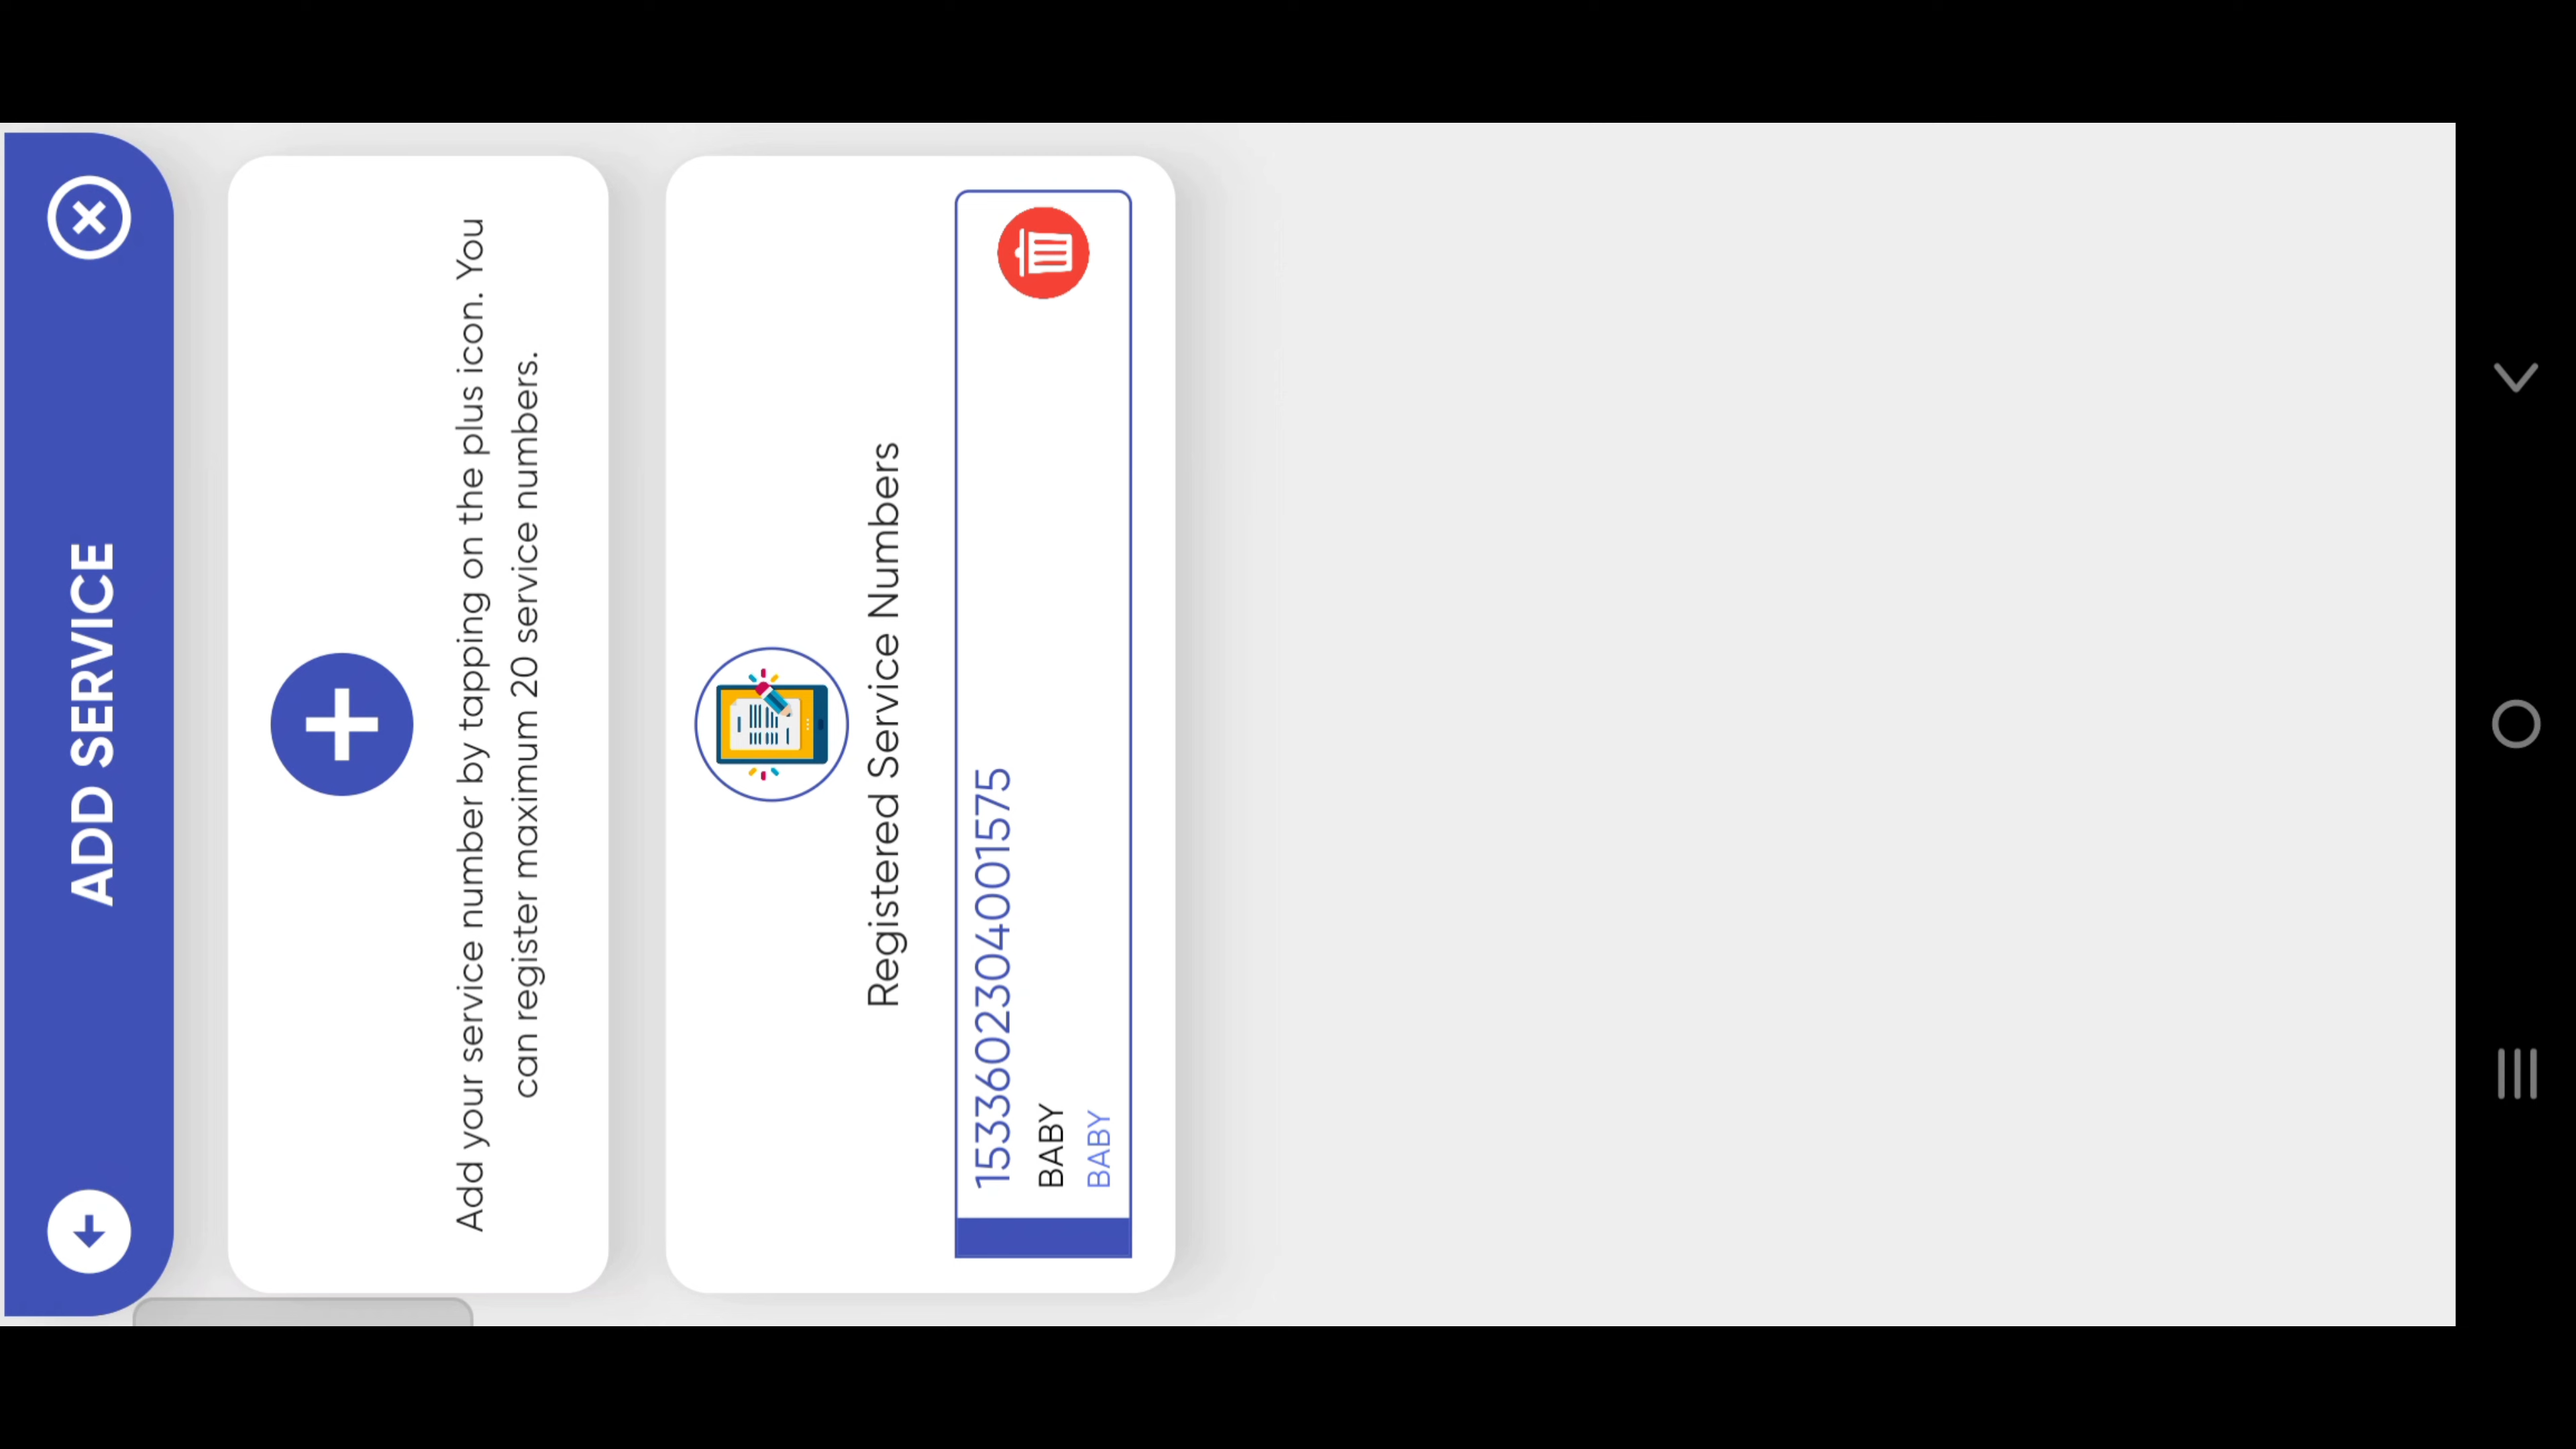 ADD SERVICE
Add your service number by tapping on the plus icon. You
can register maximum 20 service numbers.
Registered Service Numbers
1533602304001575
BABY
BABY